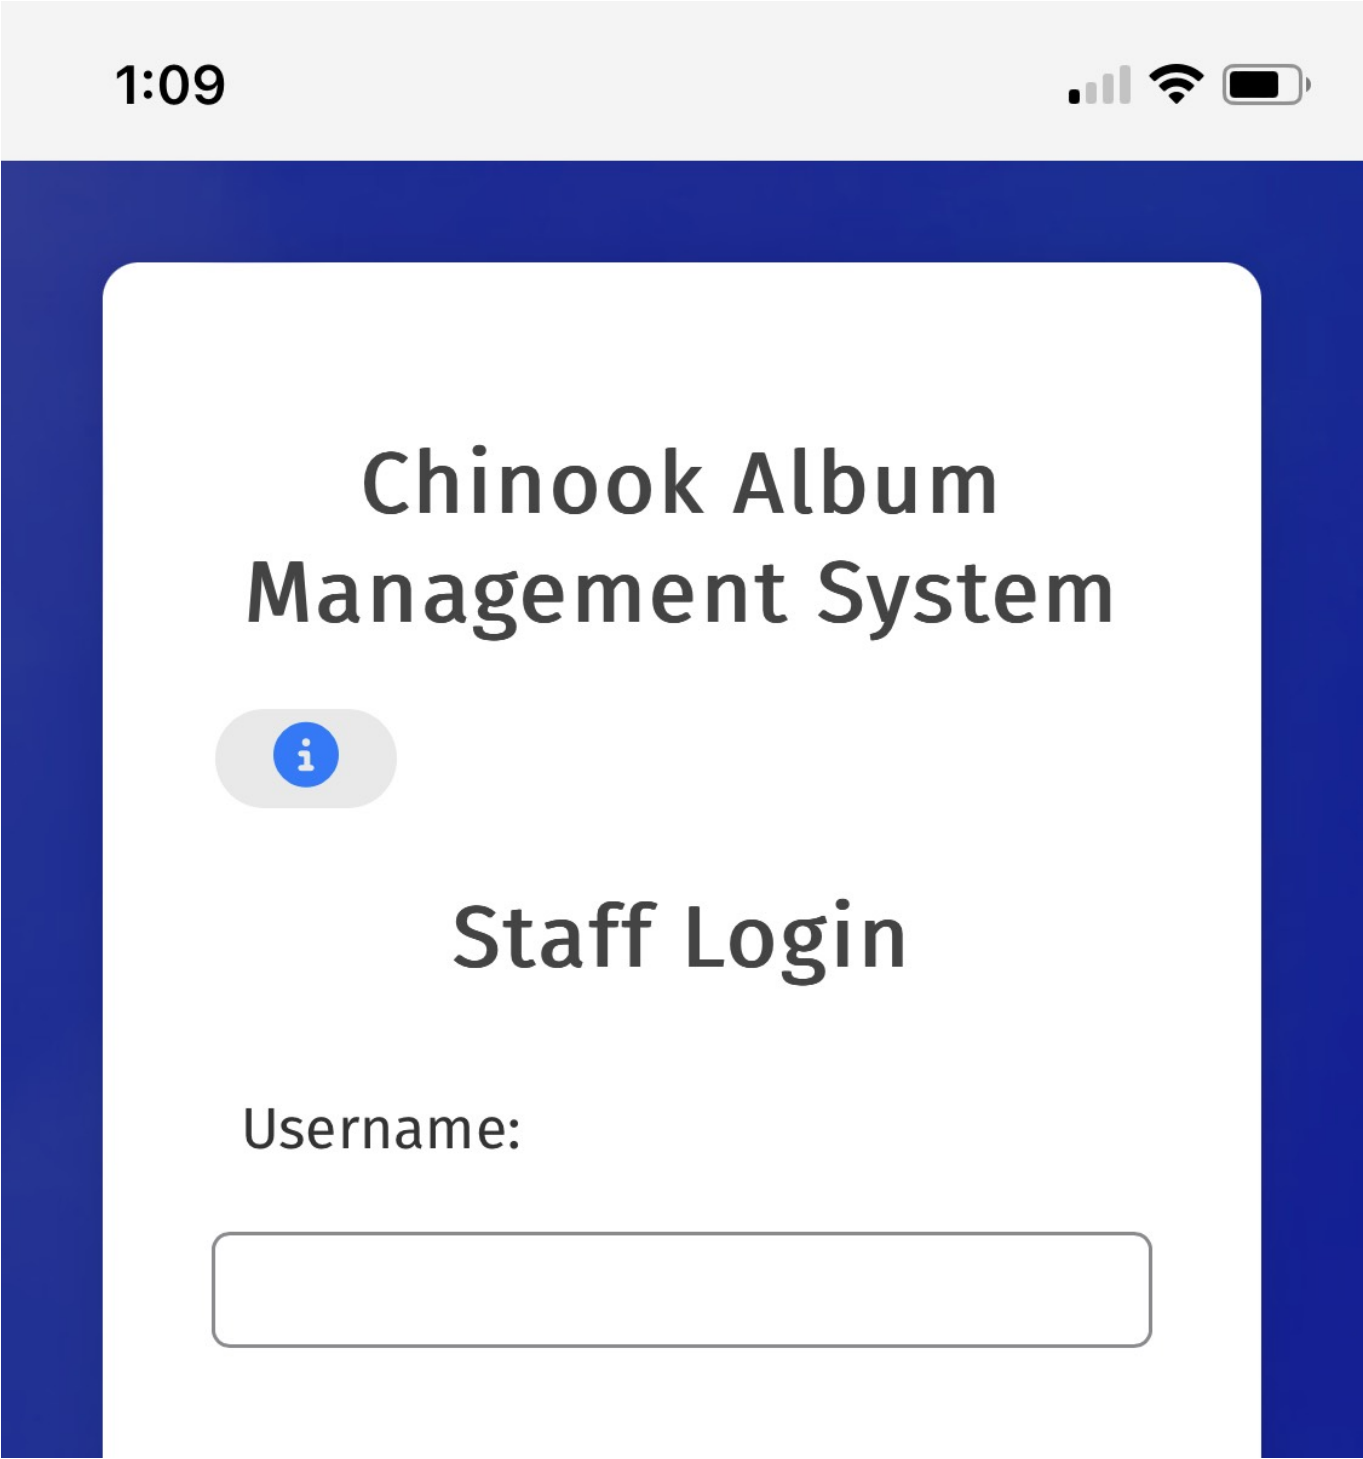 1:09
Chinook Album
Management System
i
Staff Login
Username: